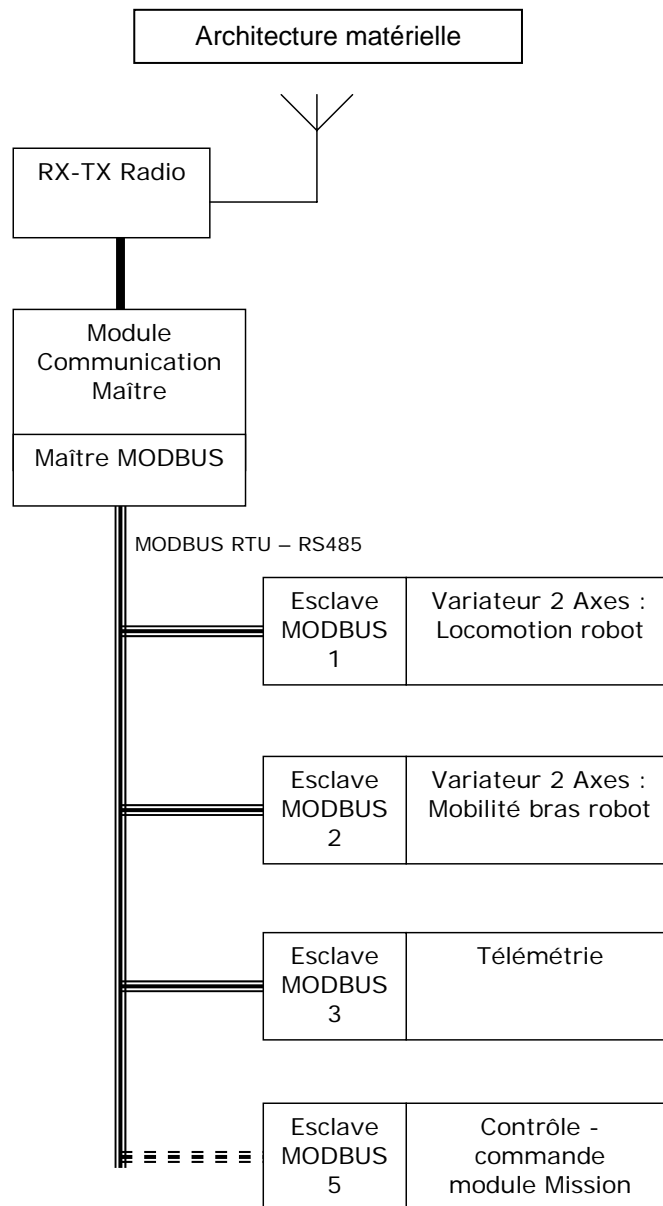 Architecture matérielle
RX-TX Radio
Module
Communication
Maître
Maître MODBUS
MODBUS RTU – RS485
Esclave
MODBUS
1
Variateur 2 Axes :
Locomotion robot
Esclave
MODBUS
2
Variateur 2 Axes :
Mobilité bras robot
Esclave
MODBUS
3
Télémétrie
Esclave
MODBUS
5
Contrôle -
commande
module Mission